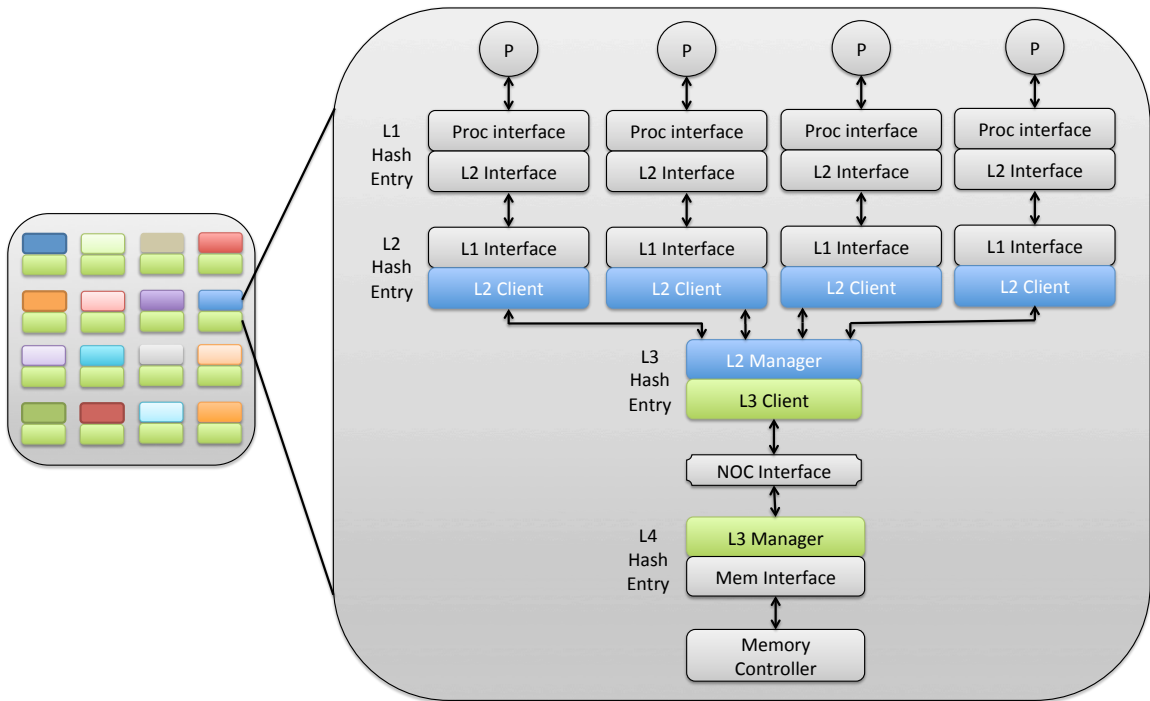 P P P P
L1
Hash
Entry
Proc interface Proc interface Proc interface Proc interface
L2 Interface L2 Interface L2 Interface L2 Interface
L2
Hash
Entry
L1 Interface L1 Interface L1 Interface L1 Interface
L2 Client L2 Client L2 Client L2 Client
L3
Hash
Entry
L2 Manager
L3 Client
NOC Interface
L4
Hash
Entry
L3 Manager
Mem Interface
Memory
Controller